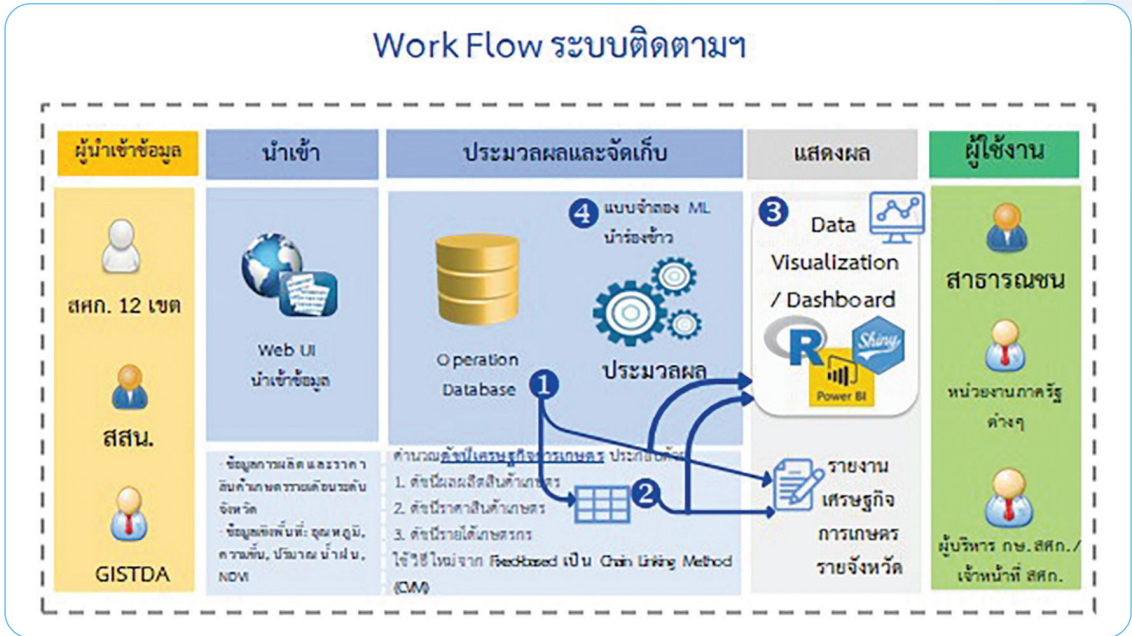 Work Flow ระบบติดตามฯ
ผู้นำเข้าข้อมูล
สศก. 12 เขต
สสน.
GISTDA
นำเข้า
Web UI
นำเข้าข้อมูล
· ข้อมูลการผลิตและราคา
สินค้าเกษตรรายเดือนระดับ
จังหวัด
· ข้อมูลเชิงพื้นที่: อุณหภูมิ,
ความชื้น, ปริมาณน้ำฝน,
NDVI
ประมวลผลและจัดเก็บ
4 แบบจำลอง ML
นำร่องข้าว
Operation
Database
1
ประมวลผล
คำนวณดัชนีเศรษฐกิจการเกษตร ประกอบด้วย
1. ดัชนีผลผลิตสินค้าเกษตร
2. ดัชนีราคาสินค้าเกษตร
3. ดัชนีรายได้เกษตรกร
ใช้วิธีใหม่จาก Fixed-based เป็น Chain Linking Method
(CVM)
2
แสดงผล
3
Data
Visualization
/ Dashboard
R
Shiny
Power BI
รายงาน
เศรษฐกิจ
การเกษตร
รายจังหวัด
ผู้ใช้งาน
สาธารณชน
หน่วยงานภาครัฐ
ต่างๆ
ผู้บริหาร กษ.สศก./
เจ้าหน้าที่ สศก.